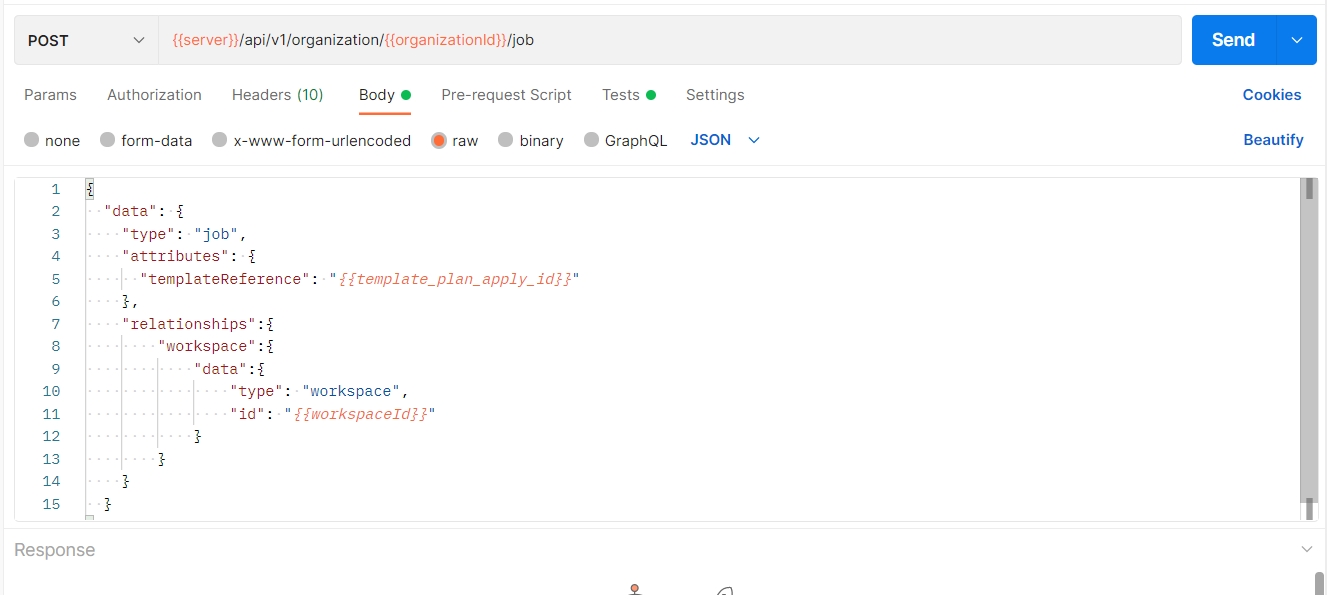 POST {{server}}/api/v1/organization/{{organizationId}}/job Send
Params Authorization Headers (10) Body Pre-request Script Tests Settings Cookies
none form-data x-www-form-urlencoded raw binary GraphQL JSON Beautify
1 {
2 "data": {
3 "type": "job",
4 "attributes": {
5 "templateReference": "{{template_plan_apply_id}}"
6 },
7 "relationships":{
8 "workspace":{
9 "data":{
10 "type": "workspace",
11 "id": "{{workspaceId}}"
12 }
13 }
14 }
15 }
Response